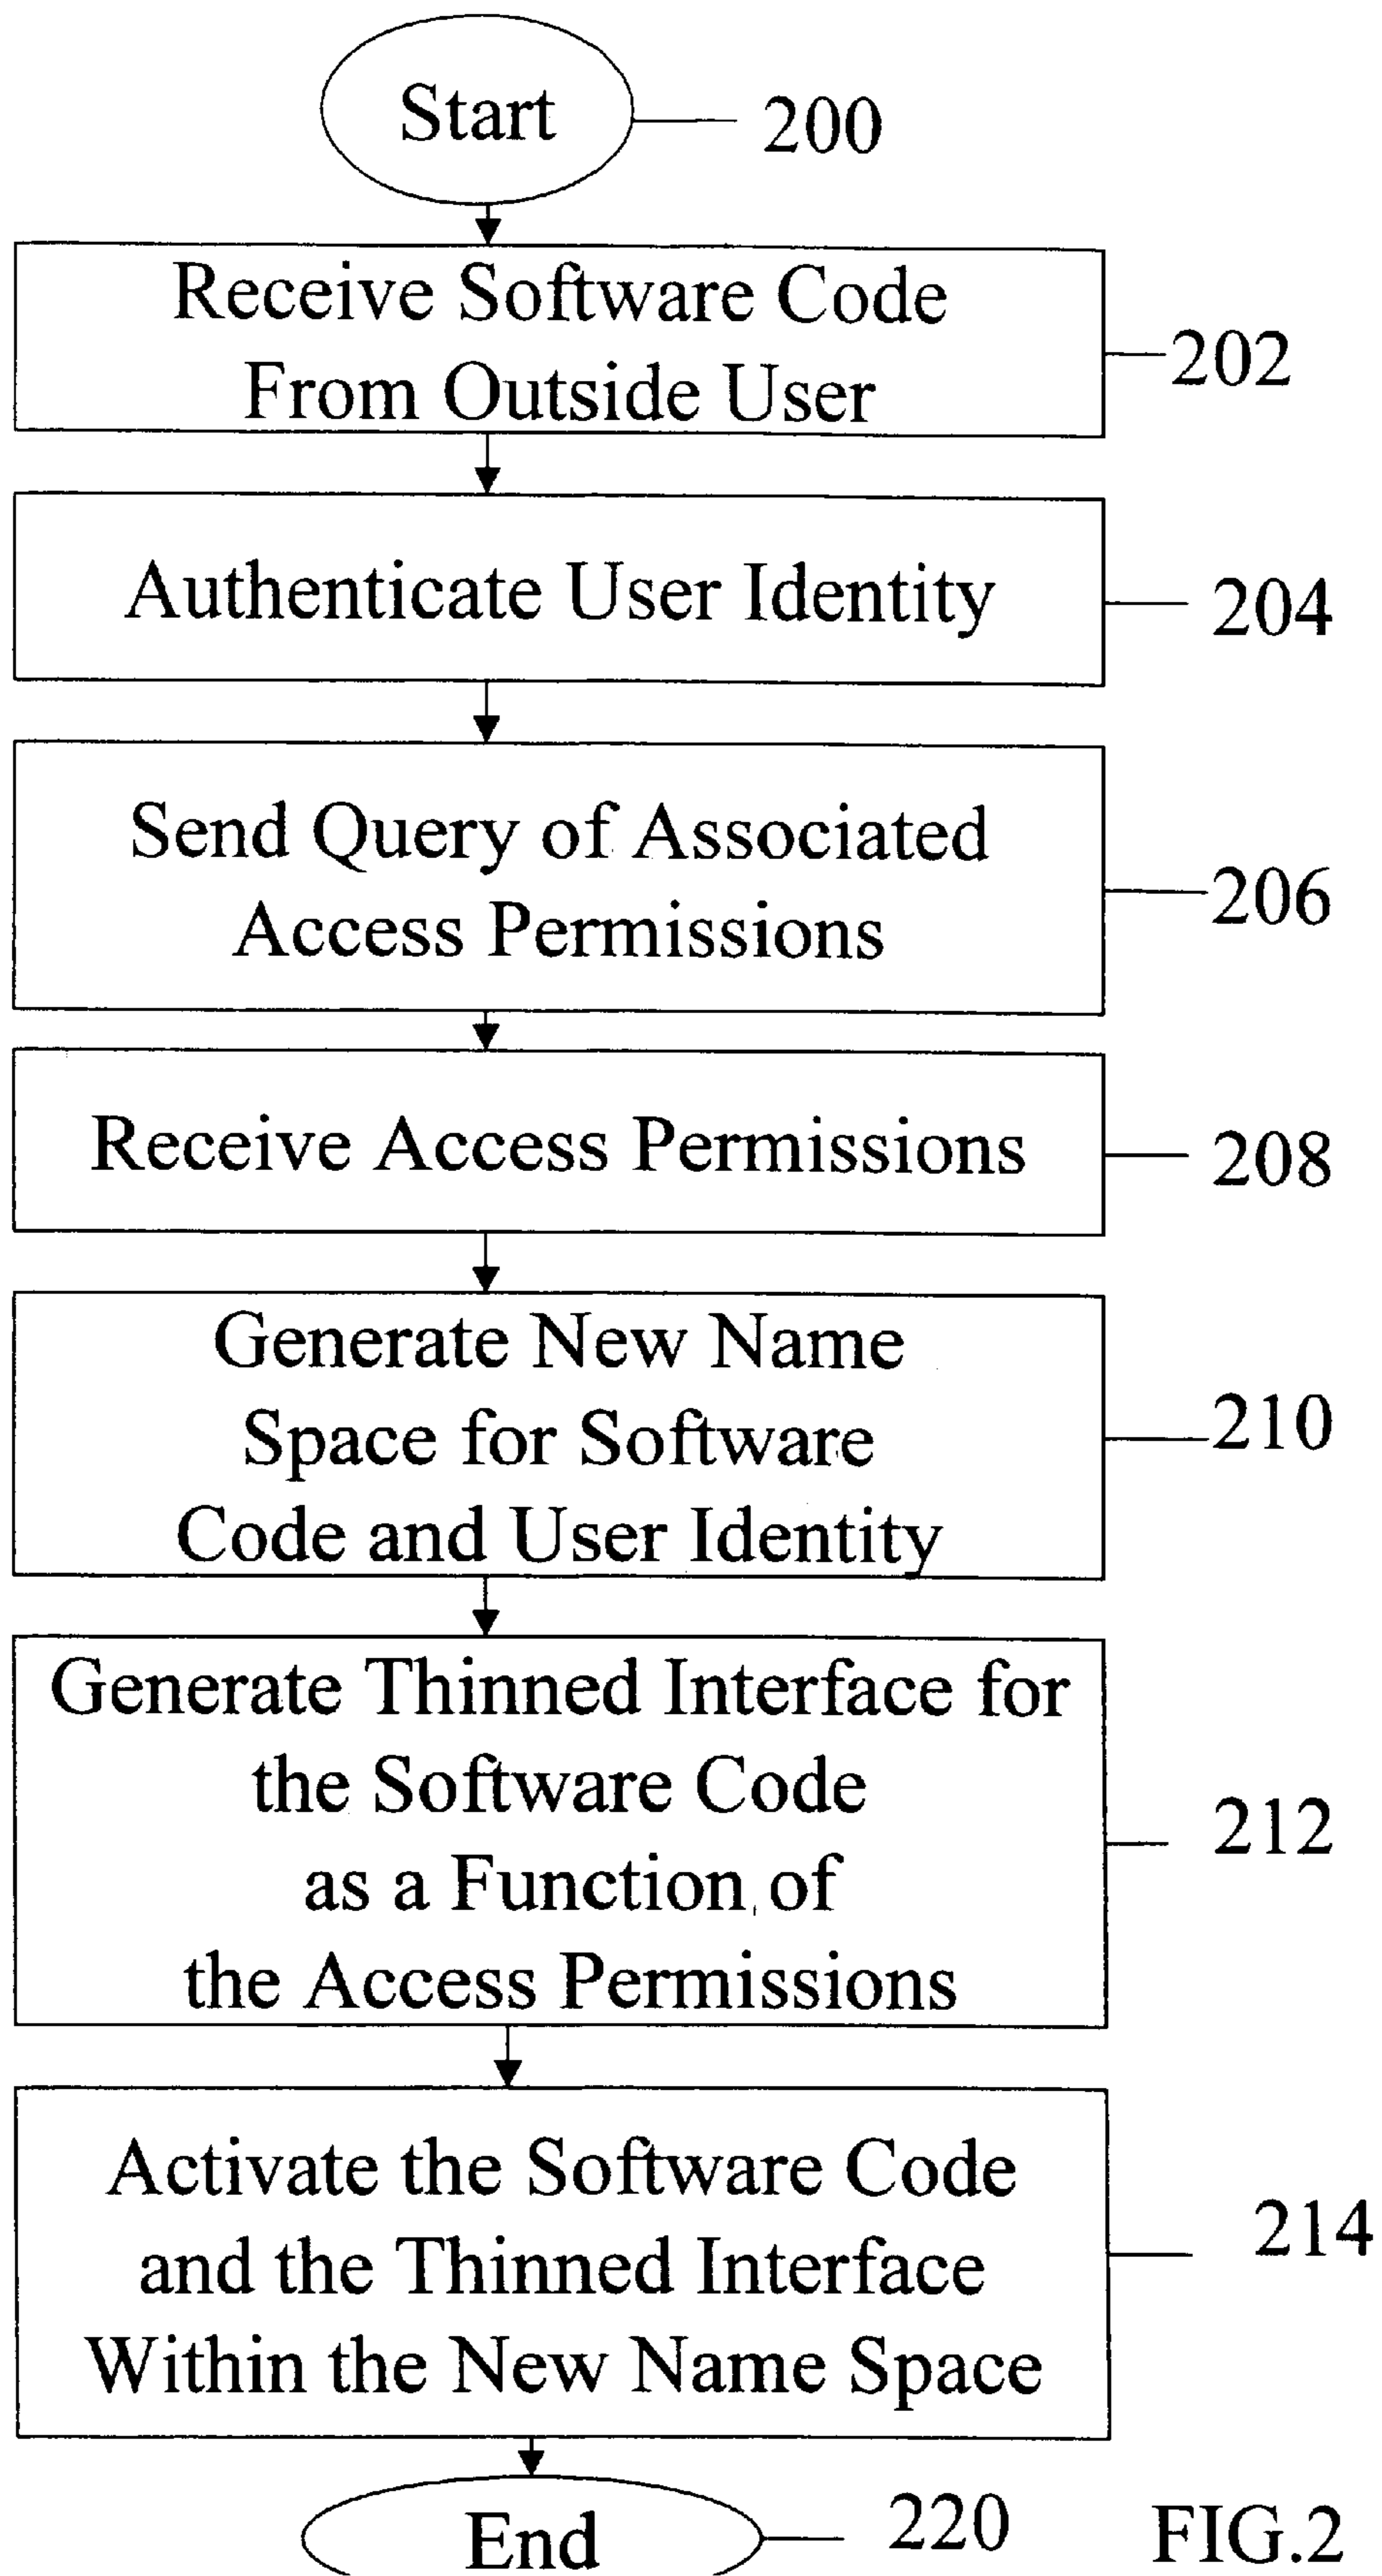 Start
200
Receive Software Code
From Outside User
202
Authenticate User Identity
204
Send Query of Associated
Access Permissions
206
Receive Access Permissions
208
Generate New Name
Space for Software
Code and User Identity
210
Generate Thinned Interface for
the Software Code
as a Function of
the Access Permissions
212
Activate the Software Code
and the Thinned Interface
Within the New Name Space
214
End
220
FIG.2